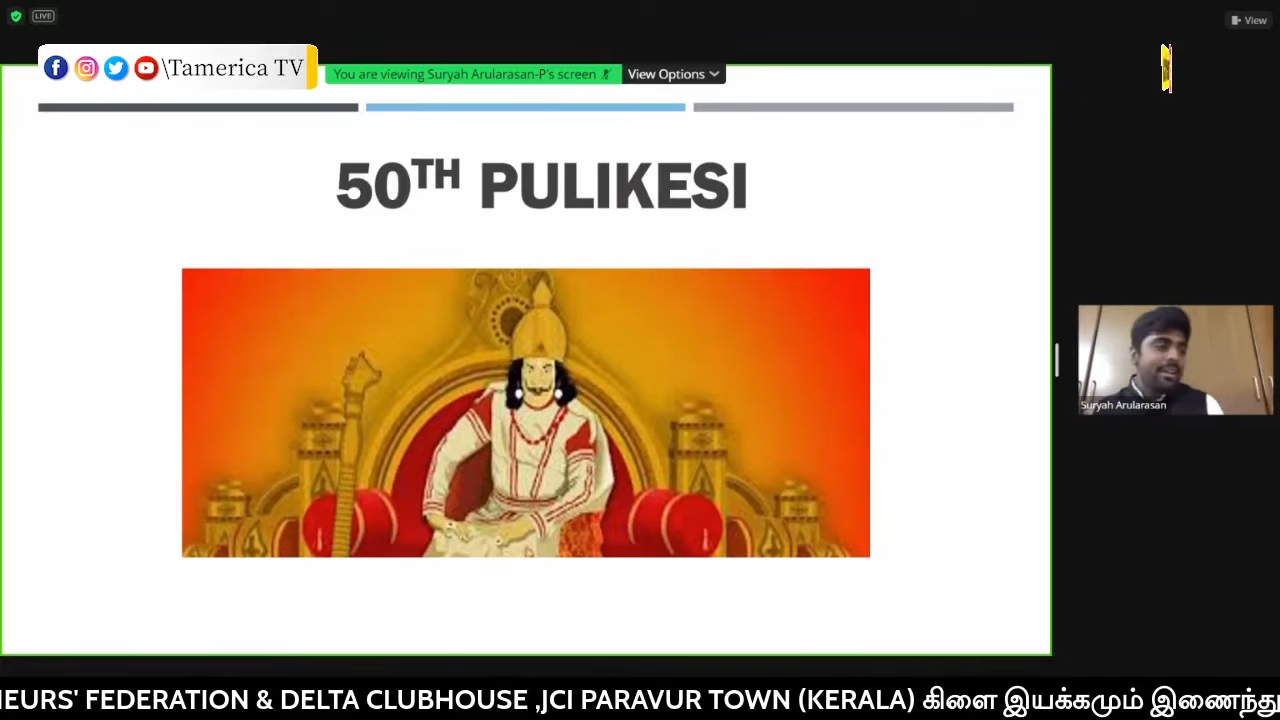 LIVE
View
\Tamerica TV
You are viewing Suryah Arularasan-P's screen
View Options
50TH PULIKESI
Suryah Arularasan
NEURS' FEDERATION & DELTA CLUBHOUSE ,JCI PARAVUR TOWN (KERALA) கிளை இயக்கமும் இணைந்து